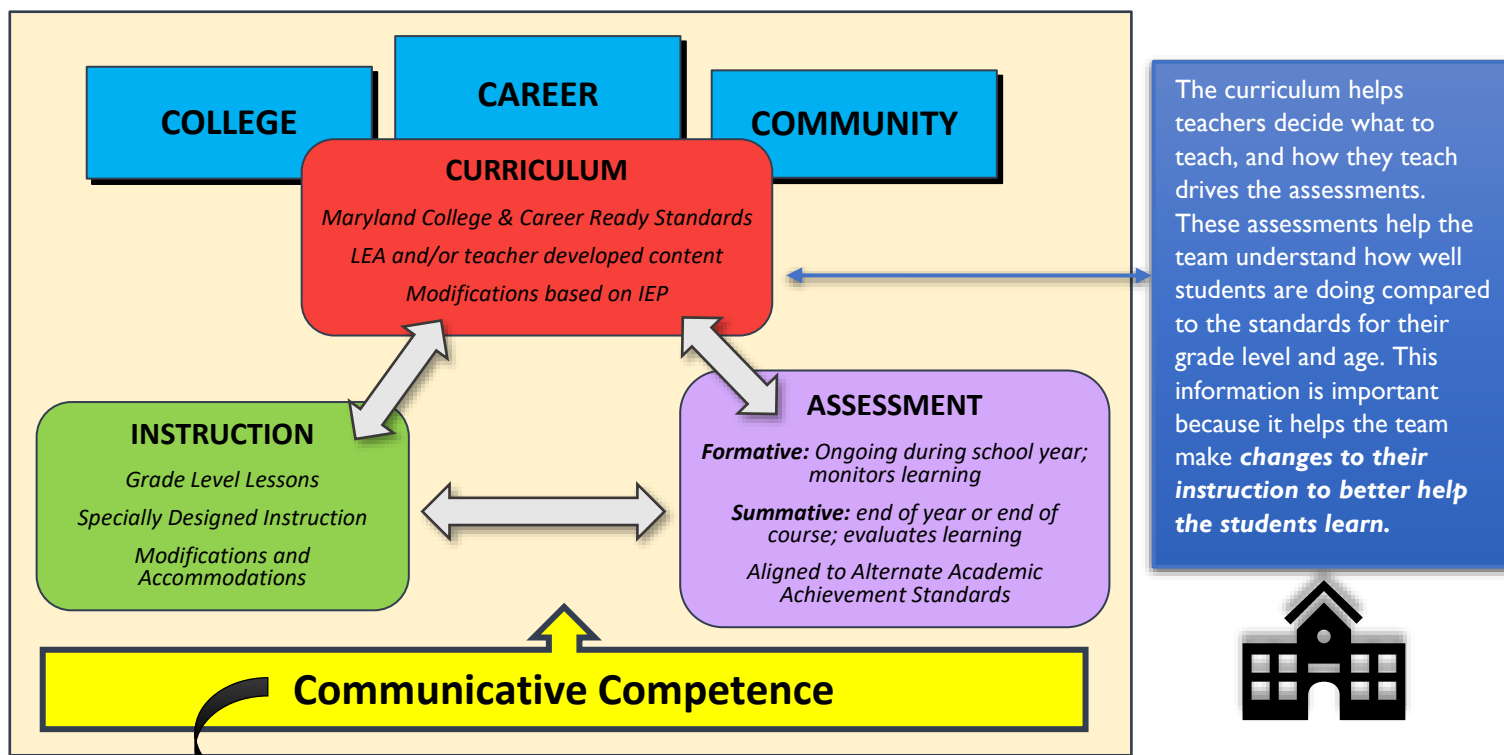 COLLEGE
CAREER
COMMUNITY
CURRICULUM
Maryland College & Career Ready Standards
LEA and/or teacher developed content
Modifications based on IEP
INSTRUCTION
Grade Level Lessons
Specially Designed Instruction
Modifications and
Accommodations
ASSESSMENT
Formative: Ongoing during school year;
monitors learning
Summative: end of year or end of
course; evaluates learning
Aligned to Alternate Academic
Achievement Standards
Communicative Competence
The curriculum helps
teachers decide what to
teach, and how they teach
drives the assessments.
These assessments help the
team understand how well
students are doing compared
to the standards for their
grade level and age. This
information is important
because it helps the team
make changes to their
instruction to better help
the students learn.